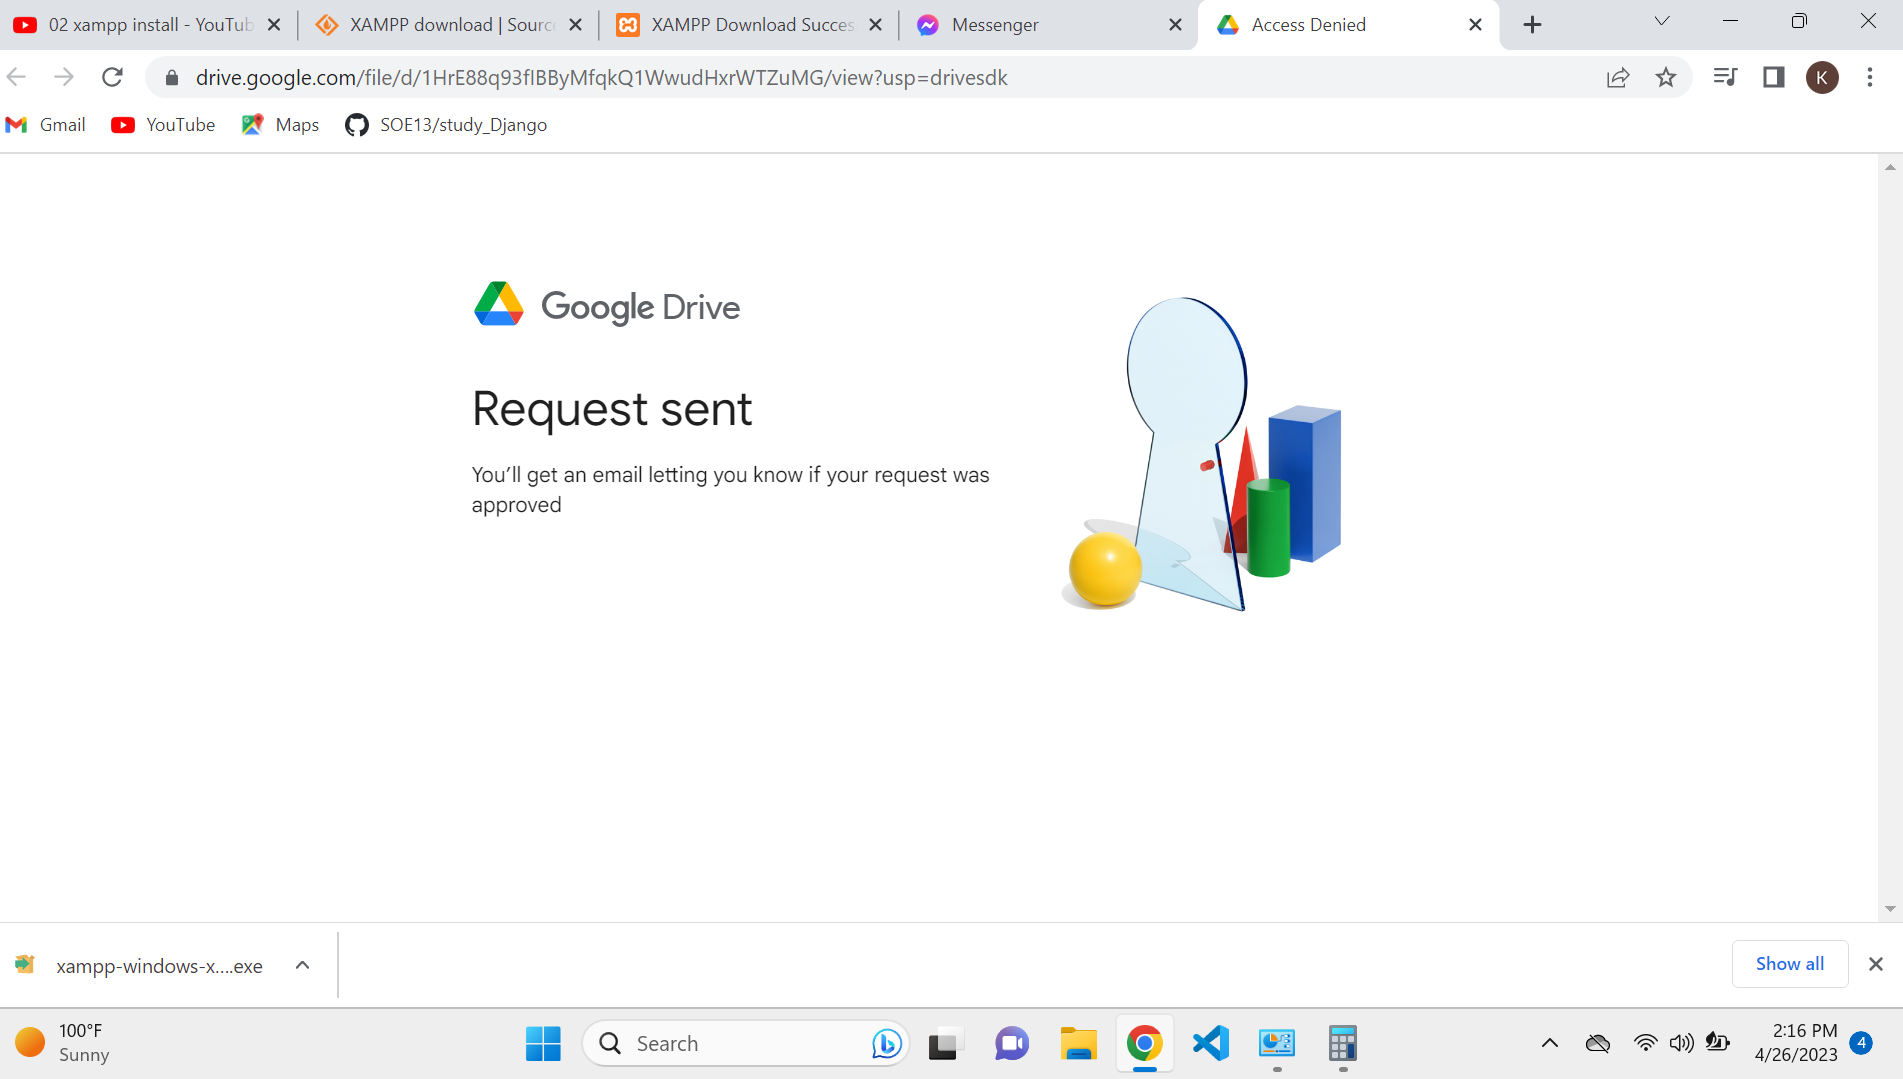 02 xampp install - YouTub
XAMPP download | Sourc
XAMPP Download Succes
Messenger
Access Denied
drive.google.com/file/d/1HrE88q93fIBByMfqkQ1WwudHxrWTZuMG/view?usp=drivesdk
K
Gmail
YouTube
Maps
SOE13/study_Django
Google Drive
Request sent
You’ll get an email letting you know if your request was
approved
xampp-windows-x....exe
Show all
100°F
Sunny
Search
2:16 PM
4/26/2023
4